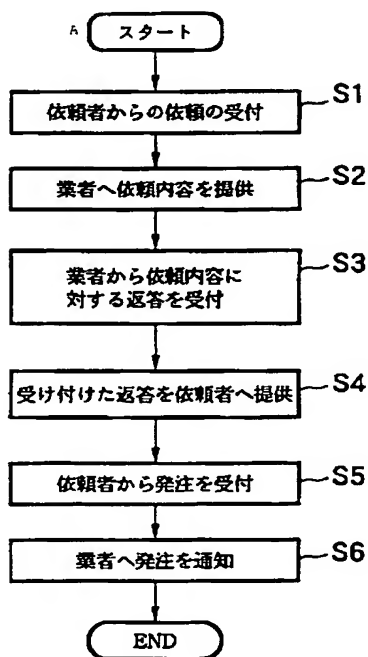 スタート
依頼者からの依頼の受付
S1
業者へ依頼内容を提供
S2
業者から依頼内容に
対する返答を受付
S3
受け付けた返答を依頼者へ提供
S4
依頼者から発注を受付
S5
業者へ発注を通知
S6
END